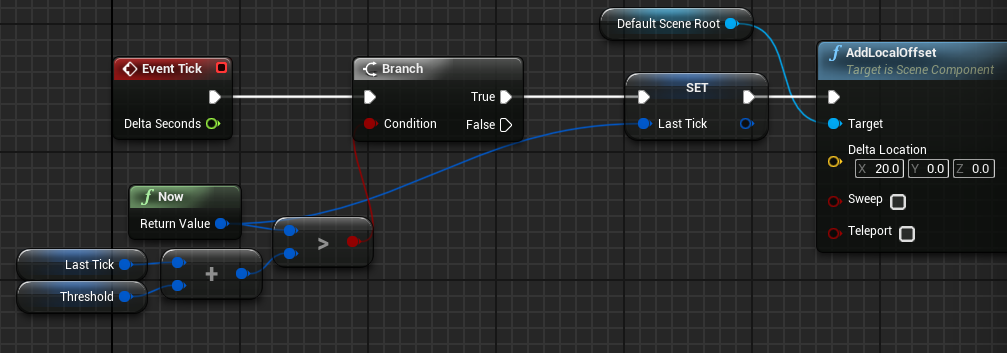 Default Scene Root
Event Tick
Delta Seconds
Branch
True
Condition
False
SET
Last Tick
f AddLocalOffset
Target is Scene Component
Target
Delta Location
X 20.0 Y 0.0 Z 0.0
Sweep
Teleport
f Now
Return Value
>
Last Tick
+
Threshold